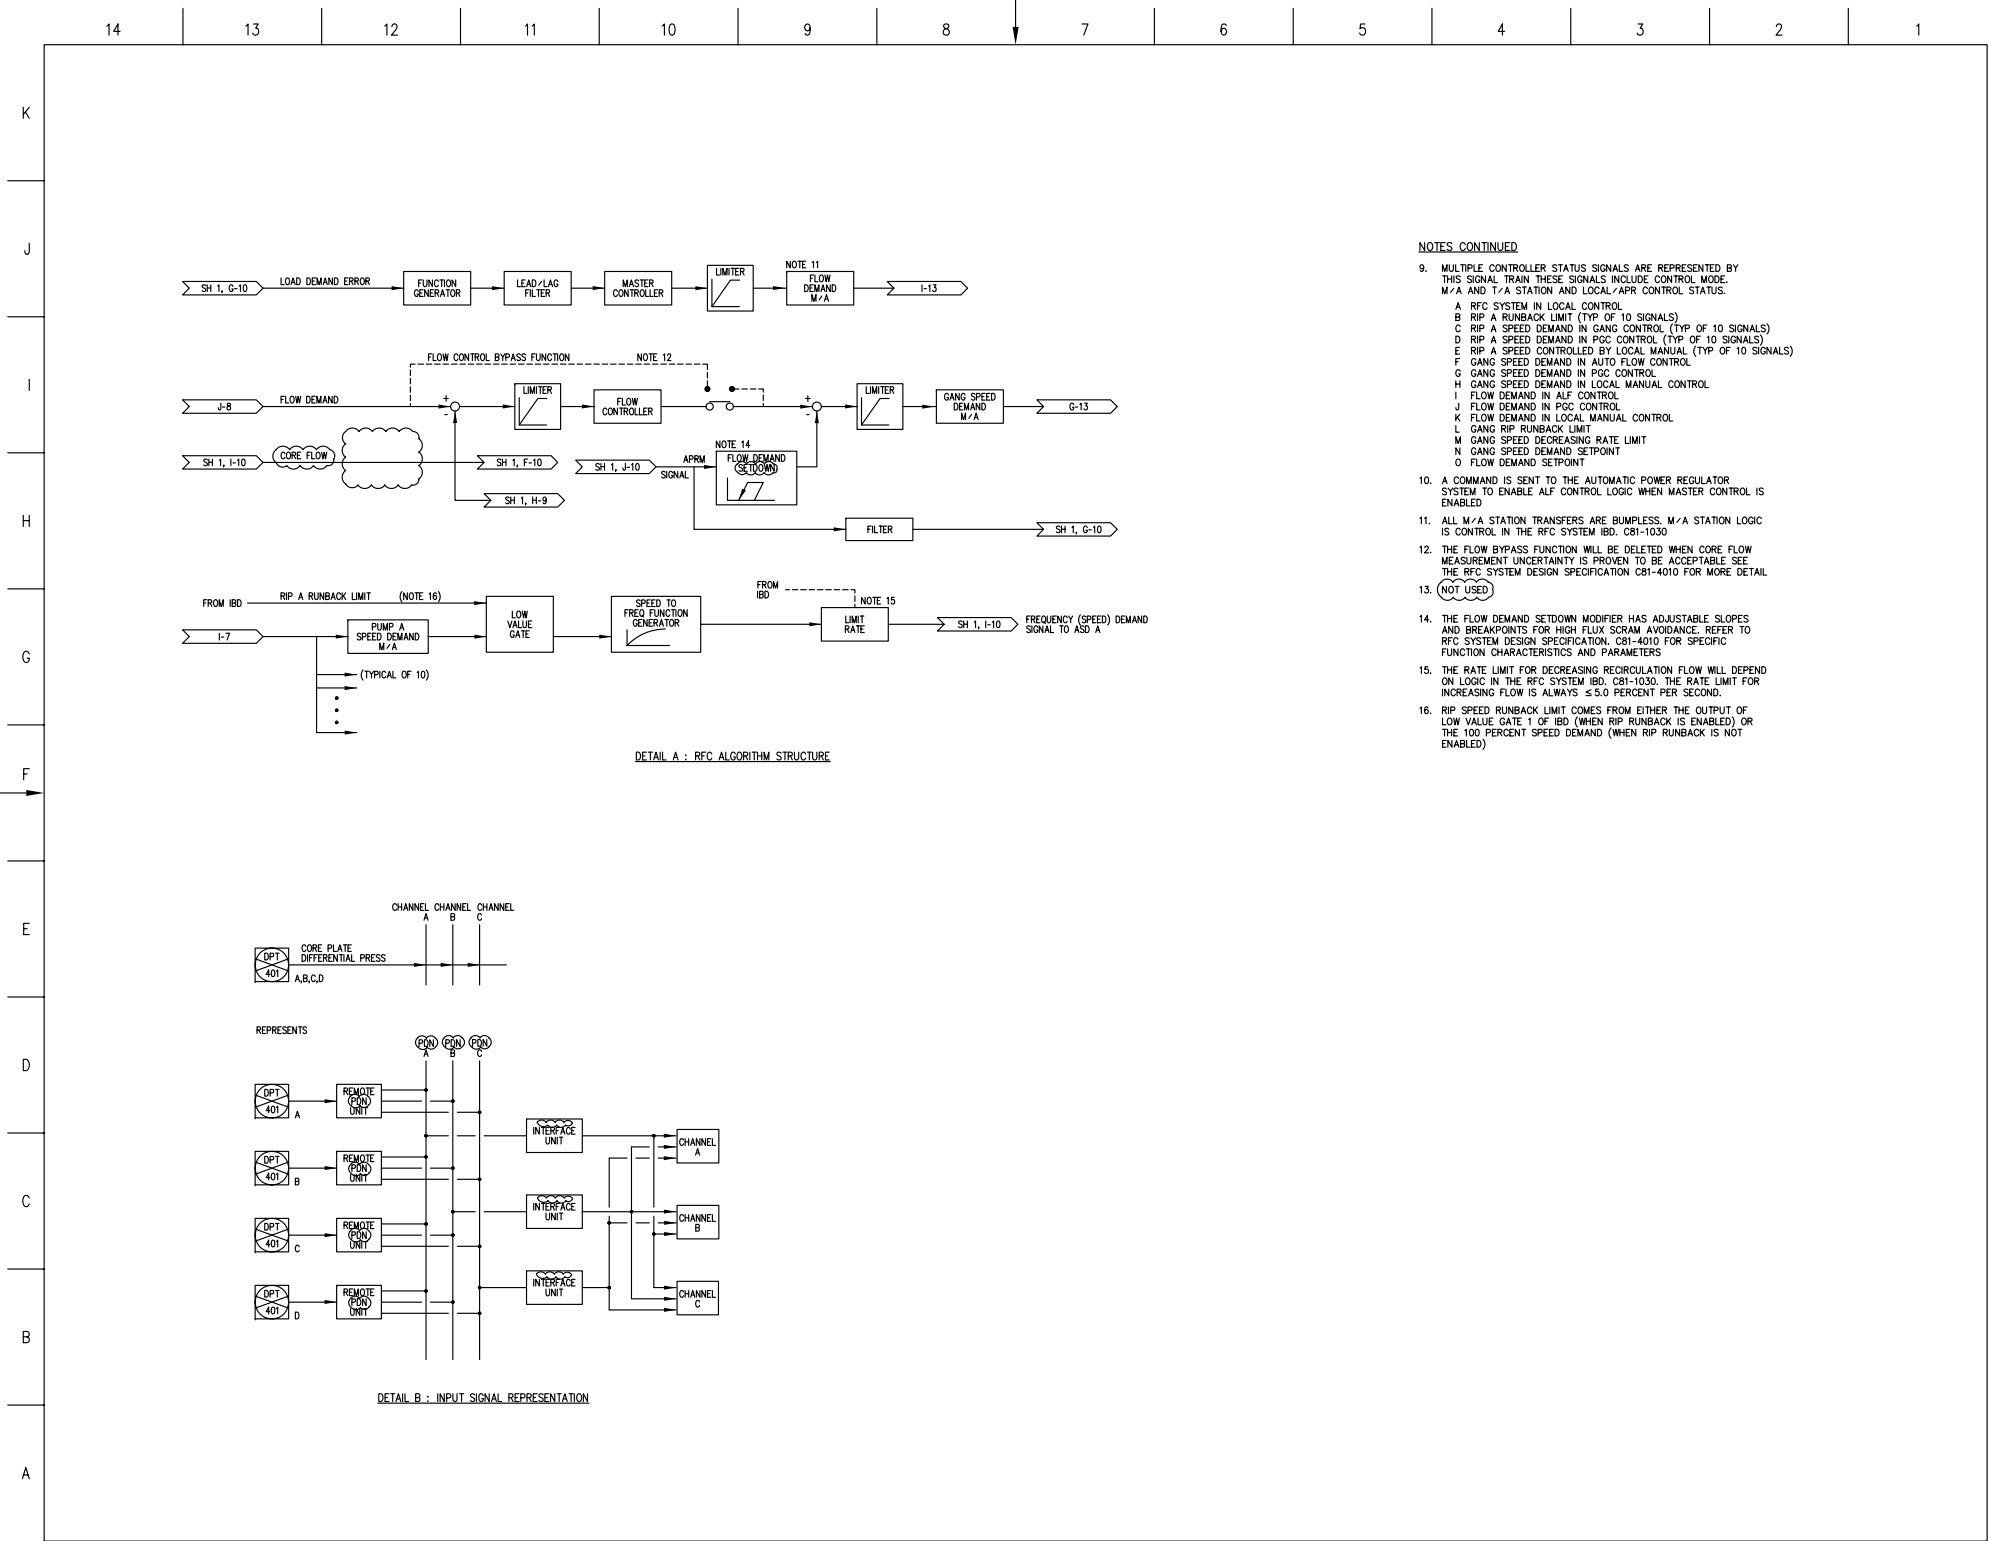 14 13 12 11 10 9 8 7 6 5 4 3 2 1
K
J
I
H
G
F
E
D
C
B
A
SH 1, G-10
LOAD DEMAND ERROR
FUNCTION
GENERATOR
LEAD/LAG
FILTER
MASTER
CONTROLLER
LIMITER
NOTE 11
FLOW
DEMAND
M/A
I-13
FLOW CONTROL BYPASS FUNCTION
NOTE 12
J-8
FLOW DEMAND
+
-
LIMITER
FLOW
CONTROLLER
+
-
LIMITER
GANG SPEED
DEMAND
M/A
G-13
SH 1, I-10
CORE FLOW
SH 1, F-10
SH 1, H-9
SH 1, J-10
APRM
SIGNAL
NOTE 14
FLOW DEMAND
SETDOWN
FILTER
SH 1, G-10
FROM IBD
RIP A RUNBACK LIMIT
(NOTE 16)
I-7
PUMP A
SPEED DEMAND
M/A
LOW
VALUE
GATE
SPEED TO
FREQ FUNCTION
GENERATOR
FROM
IBD
NOTE 15
LIMIT
RATE
SH 1, I-10
FREQUENCY (SPEED) DEMAND
SIGNAL TO ASD A
(TYPICAL OF 10)
DETAIL A : RFC ALGORITHM STRUCTURE
CHANNEL CHANNEL CHANNEL
A B C
DPT
401
A,B,C,D
CORE PLATE
DIFFERENTIAL PRESS
REPRESENTS
PDN PDN PDN
A B C
DPT
401
A
REMOTE
PDN
UNIT
INTERFACE
UNIT
CHANNEL
A
DPT
401
B
REMOTE
PDN
UNIT
INTERFACE
UNIT
CHANNEL
B
DPT
401
C
REMOTE
PDN
UNIT
INTERFACE
UNIT
CHANNEL
C
DPT
401
D
REMOTE
PDN
UNIT
DETAIL B : INPUT SIGNAL REPRESENTATION
NOTES CONTINUED
9. MULTIPLE CONTROLLER STATUS SIGNALS ARE REPRESENTED BY
THIS SIGNAL TRAIN THESE SIGNALS INCLUDE CONTROL MODE.
M/A AND T/A STATION AND LOCAL/APR CONTROL STATUS.
A RFC SYSTEM IN LOCAL CONTROL
B RIP A RUNBACK LIMIT (TYP OF 10 SIGNALS)
C RIP A SPEED DEMAND IN GANG CONTROL (TYP OF 10 SIGNALS)
D RIP A SPEED DEMAND IN PGC CONTROL (TYP OF 10 SIGNALS)
E RIP A SPEED CONTROLLED BY LOCAL MANUAL (TYP OF 10 SIGNALS)
F GANG SPEED DEMAND IN AUTO FLOW CONTROL
G GANG SPEED DEMAND IN PGC CONTROL
H GANG SPEED DEMAND IN LOCAL MANUAL CONTROL
I FLOW DEMAND IN ALF CONTROL
J FLOW DEMAND IN PGC CONTROL
K FLOW DEMAND IN LOCAL MANUAL CONTROL
L GANG RIP RUNBACK LIMIT
M GANG SPEED DECREASING RATE LIMIT
N GANG SPEED DEMAND SETPOINT
O FLOW DEMAND SETPOINT
10. A COMMAND IS SENT TO THE AUTOMATIC POWER REGULATOR
SYSTEM TO ENABLE ALF CONTROL LOGIC WHEN MASTER CONTROL IS
ENABLED
11. ALL M/A STATION TRANSFERS ARE BUMPLESS. M/A STATION LOGIC
IS CONTROL IN THE RFC SYSTEM IBD. C81-1030
12. THE FLOW BYPASS FUNCTION WILL BE DELETED WHEN CORE FLOW
MEASUREMENT UNCERTAINTY IS PROVEN TO BE ACCEPTABLE SEE
THE RFC SYSTEM DESIGN SPECIFICATION C81-4010 FOR MORE DETAIL
13. NOT USED
14. THE FLOW DEMAND SETDOWN MODIFIER HAS ADJUSTABLE SLOPES
AND BREAKPOINTS FOR HIGH FLUX SCRAM AVOIDANCE. REFER TO
RFC SYSTEM DESIGN SPECIFICATION. C81-4010 FOR SPECIFIC
FUNCTION CHARACTERISTICS AND PARAMETERS
15. THE RATE LIMIT FOR DECREASING RECIRCULATION FLOW WILL DEPEND
ON LOGIC IN THE RFC SYSTEM IBD. C81-1030. THE RATE LIMIT FOR
INCREASING FLOW IS ALWAYS ≤5.0 PERCENT PER SECOND.
16. RIP SPEED RUNBACK LIMIT COMES FROM EITHER THE OUTPUT OF
LOW VALUE GATE 1 OF IBD (WHEN RIP RUNBACK IS ENABLED) OR
THE 100 PERCENT SPEED DEMAND (WHEN RIP RUNBACK IS NOT
ENABLED)